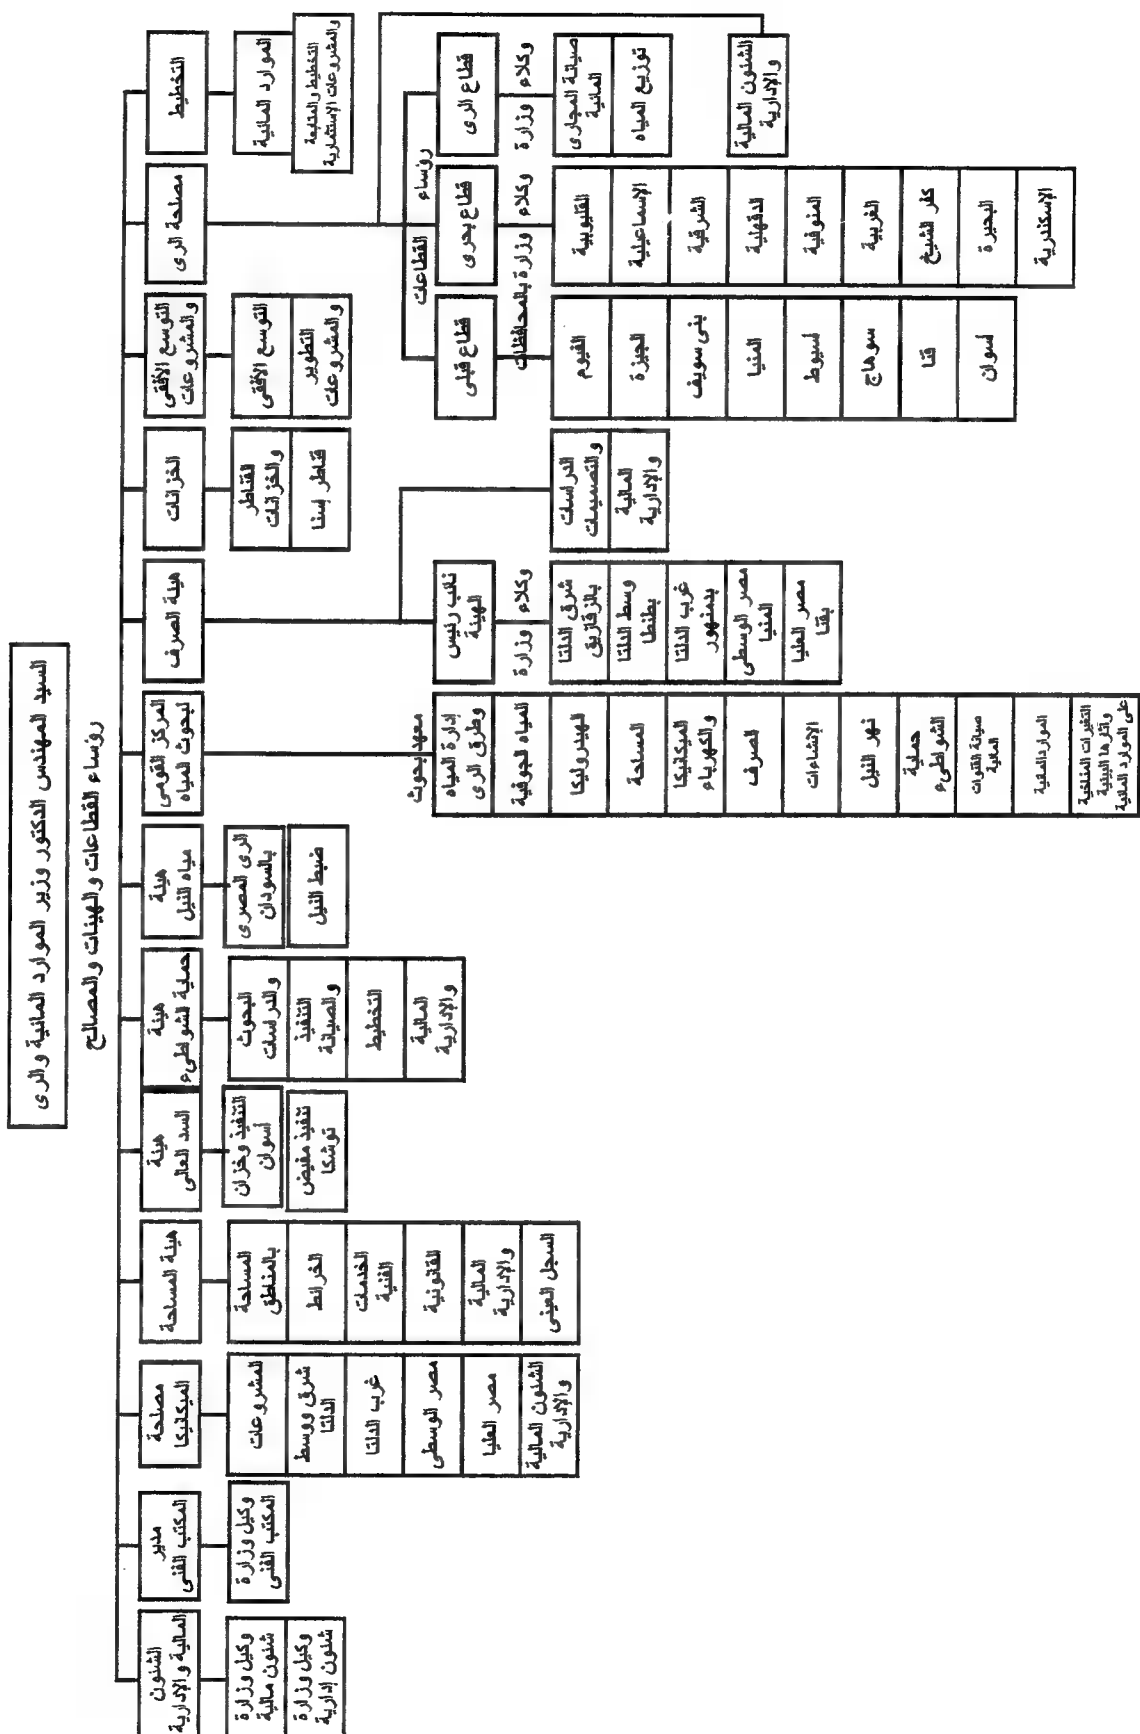 السيد المهندس الدكتور وزير الموارد المائية والرى
روساء القطاعات والهيئات والمصالح
التخطيط
الموارد المائية
التخطيط والمتابعة
والمشروعات الإستثمارية
مصلحة الرى
روساء
القطاعات
قطاع الرى
وكلاء وزارة
صيانة المجارى
المائية
توزيع المياه
الشئون المالية
والإدارية
قطاع بحرى
وكلاء وزارة بالمحافظات
القليوبية
الإسماعيلية
الشرقية
الدقهلية
المنوفية
الغربية
كفر الشيخ
البحيرة
الإسكندرية
قطاع قبلى
الفيوم
الجيزة
بنى سويف
المنيا
أسيوط
سوهاج
قنا
أسوان
التوسع الأفقى
والمشروعات
التوسع الأفقى
التطوير
والمشروعات
الخزانات
القناطر
والخزانات
قناطر إسنا
هيئة الصرف
الدراسات
والتصميمات
المالية
والإدارية
نائب رئيس
الهيئة
وكلاء وزارة
شرق الدلتا
بالزقازيق
وسط الدلتا
بطنطا
غرب الدلتا
بدمنهور
مصر الوسطى
المنيا
مصر العليا
بقنا
المركز القومى
لبحوث المياه
معهد بحوث
إدارة المياه
وطرق الرى
المياه الجوفية
الهيدروليكا
المساحة
الميكانيكا
والكهرباء
الصرف
الإنشاءات
نهر النيل
حماية
الشواطىء
صيانة القنوات
المائية
الموارد المائية
التغيرات المناخية
وآثارها البيئية
على الموارد المائية
هيئة
مياه النيل
الرى المصرى
بالسودان
ضبط النيل
هيئة
حماية الشواطىء
البحوث
والدراسات
التنفيذ
والصيانة
التخطيط
المالية
والإدارية
هيئة
السد العالى
التنفيذ وخزان
أسوان
تنفيذ مفيض
توشكا
هيئة المساحة
المساحة
بالمناطق
الخرائط
الخدمات
الفنية
القانونية
المالية
والإدارية
السجل العينى
مصلحة
الميكانيكا
المشروعات
شرق ووسط
الدلتا
غرب الدلتا
مصر الوسطى
مصر العليا
الشئون المالية
والإدارية
مدير
المكتب الفنى
وكيل وزارة
المكتب الفنى
الشئون
المالية والإدارية
وكيل وزارة
شئون مالية
وكيل وزارة
شئون إدارية